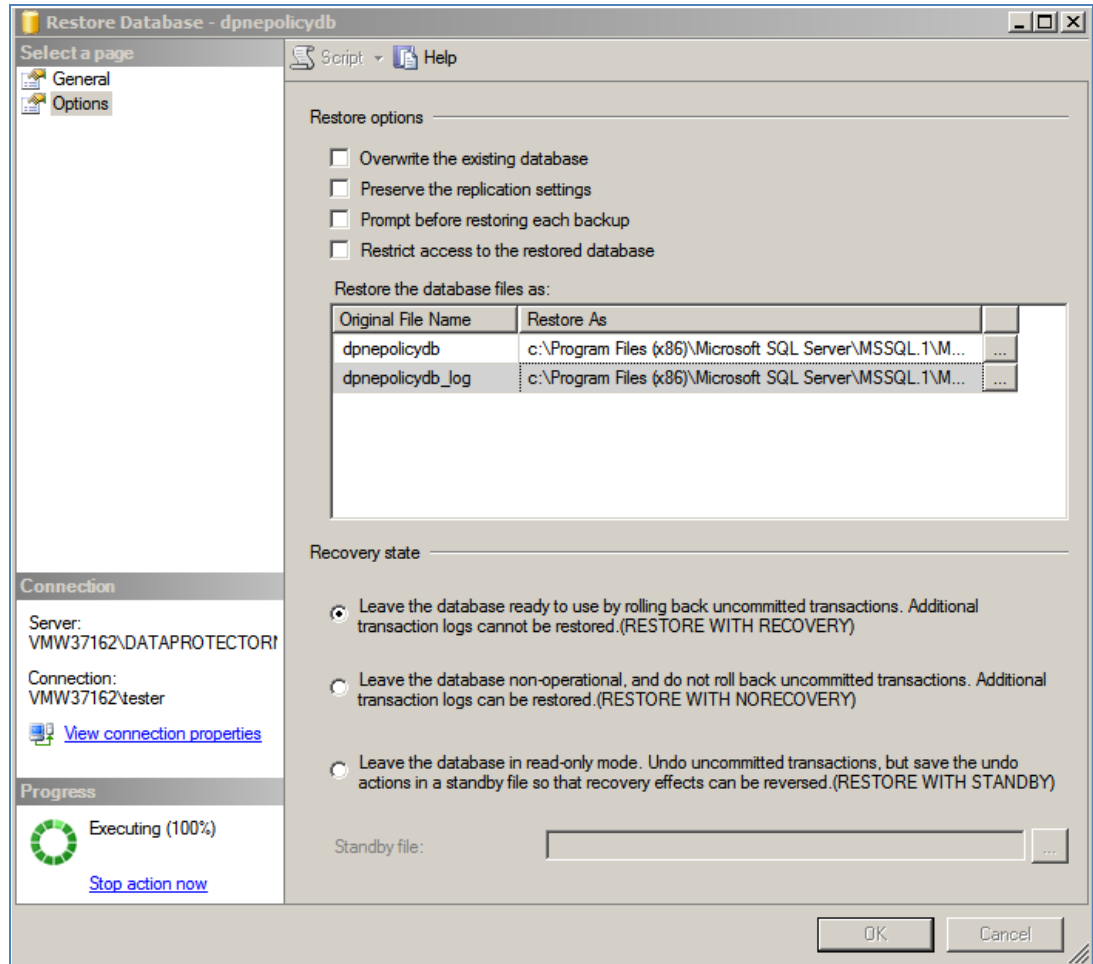 Restore Database - dpnepolicydb
Select a page
General
Options
Script
Help
Restore options
Overwrite the existing database
Preserve the replication settings
Prompt before restoring each backup
Restrict access to the restored database
Restore the database files as:
Original File Name Restore As
dpnepolicydb c:\Program Files (x86)\Microsoft SQL Server\MSSQL.1\M... ...
dpnepolicydb_log c:\Program Files (x86)\Microsoft SQL Server\MSSQL.1\M... ...
Recovery state
Leave the database ready to use by rolling back uncommitted transactions. Additional
transaction logs cannot be restored.(RESTORE WITH RECOVERY)
Leave the database non-operational, and do not roll back uncommitted transactions. Additional
transaction logs can be restored.(RESTORE WITH NORECOVERY)
Leave the database in read-only mode. Undo uncommitted transactions, but save the undo
actions in a standby file so that recovery effects can be reversed.(RESTORE WITH STANDBY)
Standby file: ...
Connection
Server:
VMW37162\DATAPROTECTORN
Connection:
VMW37162\tester
View connection properties
Progress
Executing (100%)
Stop action now
OK Cancel